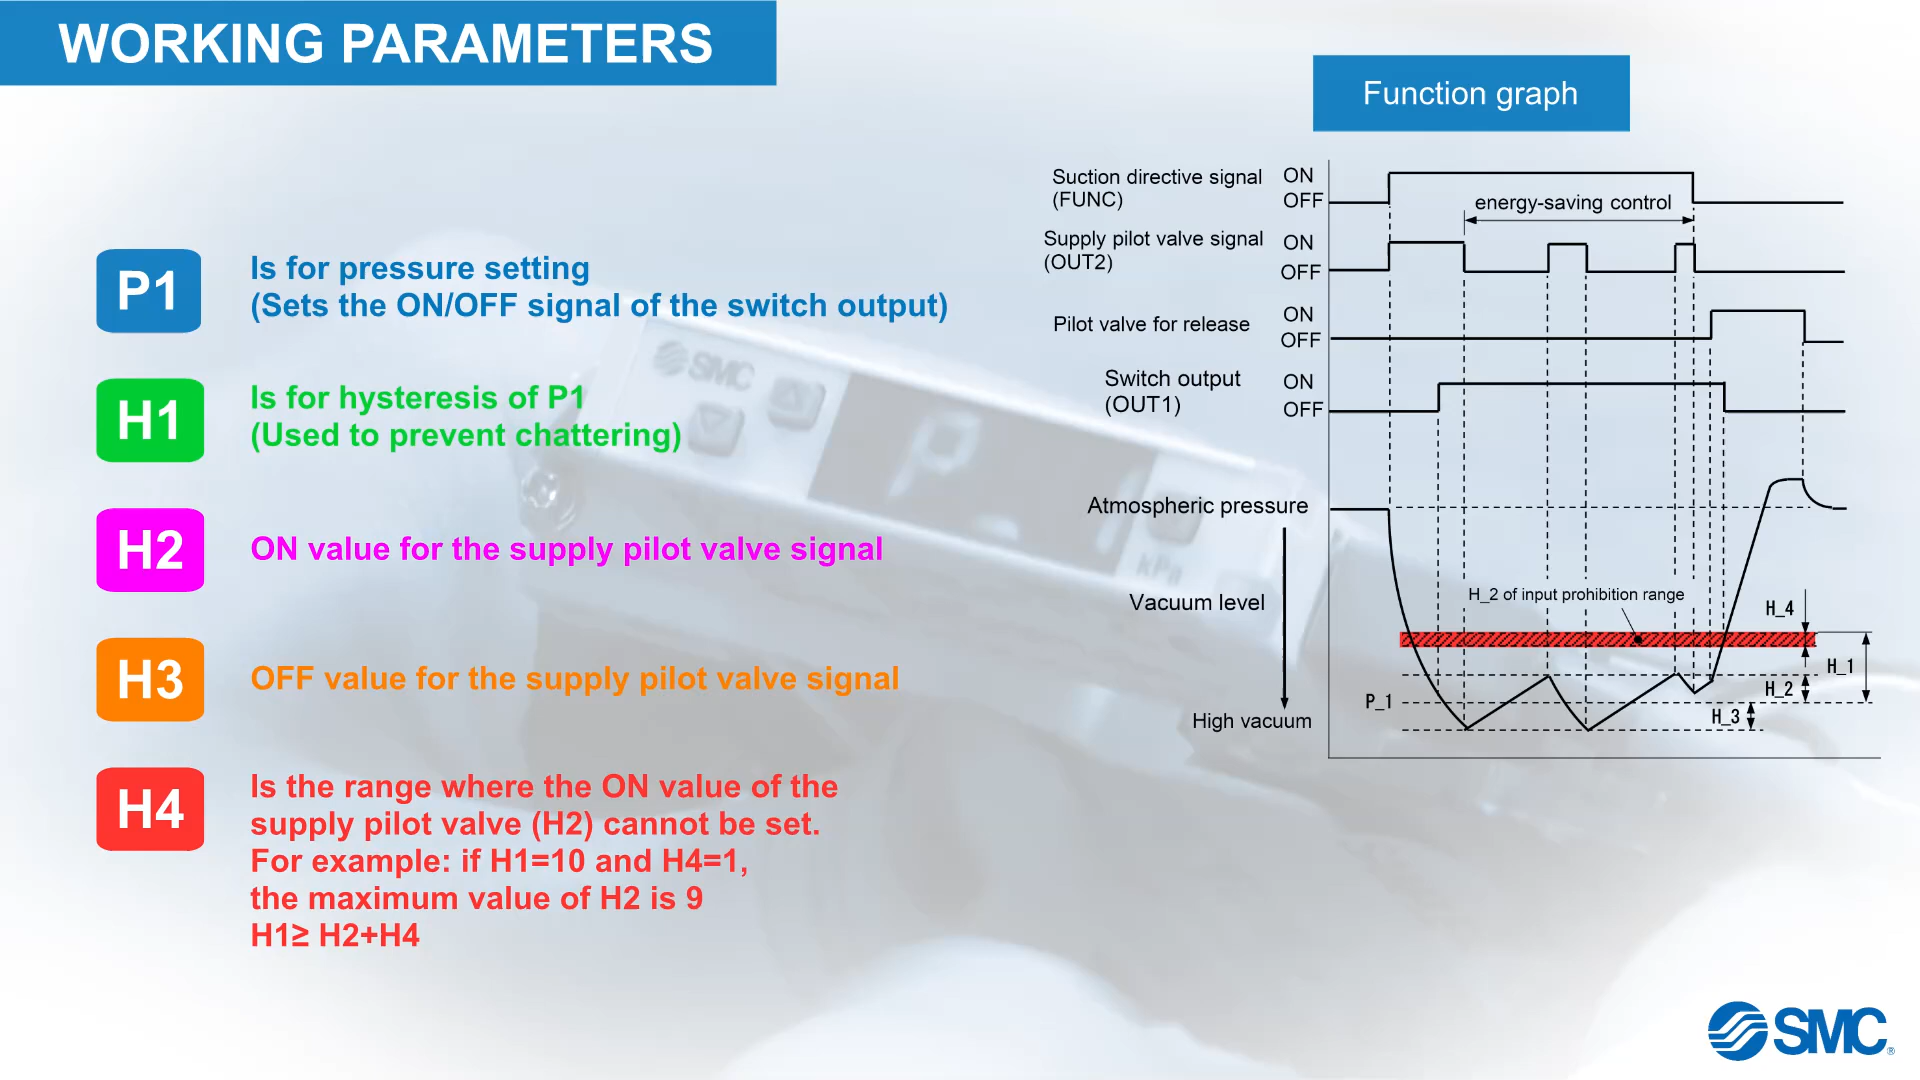 WORKING PARAMETERS
P1
Is for pressure setting
(Sets the ON/OFF signal of the switch output)
H1
Is for hysteresis of P1
(Used to prevent chattering)
H2
ON value for the supply pilot valve signal
H3
OFF value for the supply pilot valve signal
H4
Is the range where the ON value of the
supply pilot valve (H2) cannot be set.
For example: if H1=10 and H4=1,
the maximum value of H2 is 9
H1≥ H2+H4
SMC
P
kPa
Function graph
Suction directive signal
(FUNC)
ON
OFF
energy-saving control
Supply pilot valve signal
(OUT2)
ON
OFF
Pilot valve for release
ON
OFF
Switch output
(OUT1)
ON
OFF
Atmospheric pressure
Vacuum level
High vacuum
H_2 of input prohibition range
H_4
H_1
H_2
P_1
H_3
SMC®